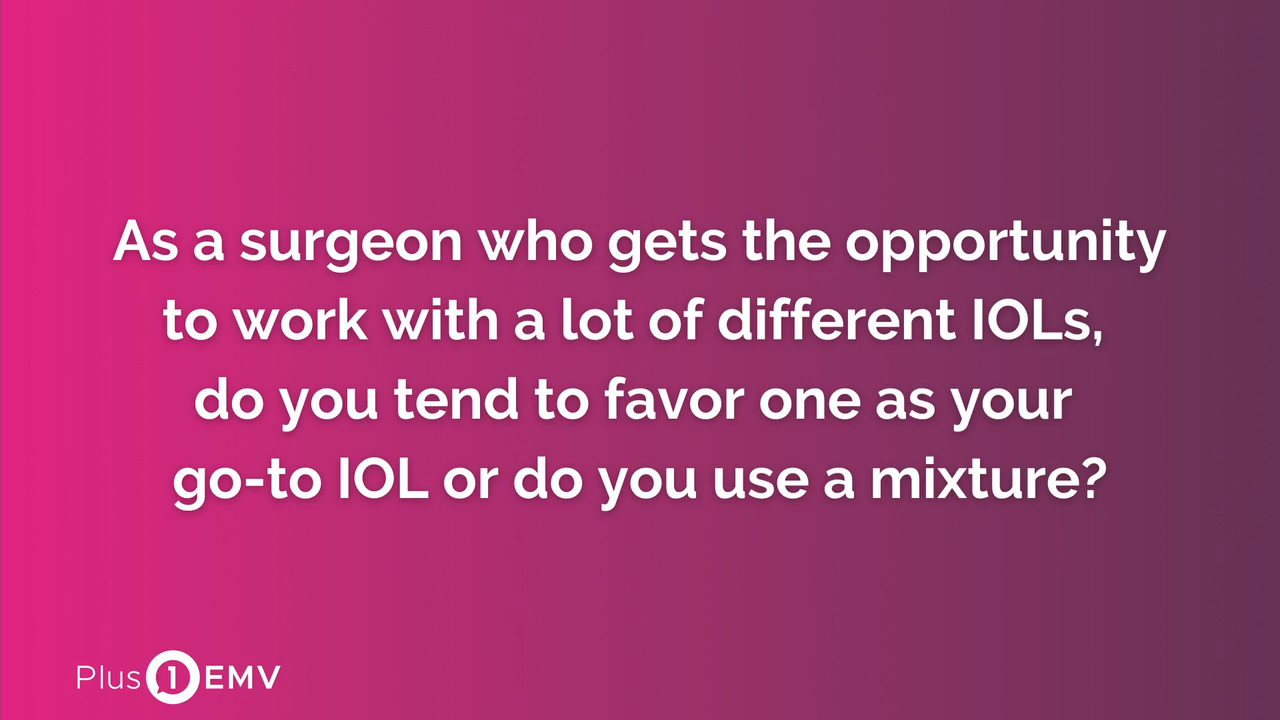 As a surgeon who gets the opportunity
to work with a lot of different IOLs,
do you tend to favor one as your
go-to IOL or do you use a mixture?
Plus 1 EMV